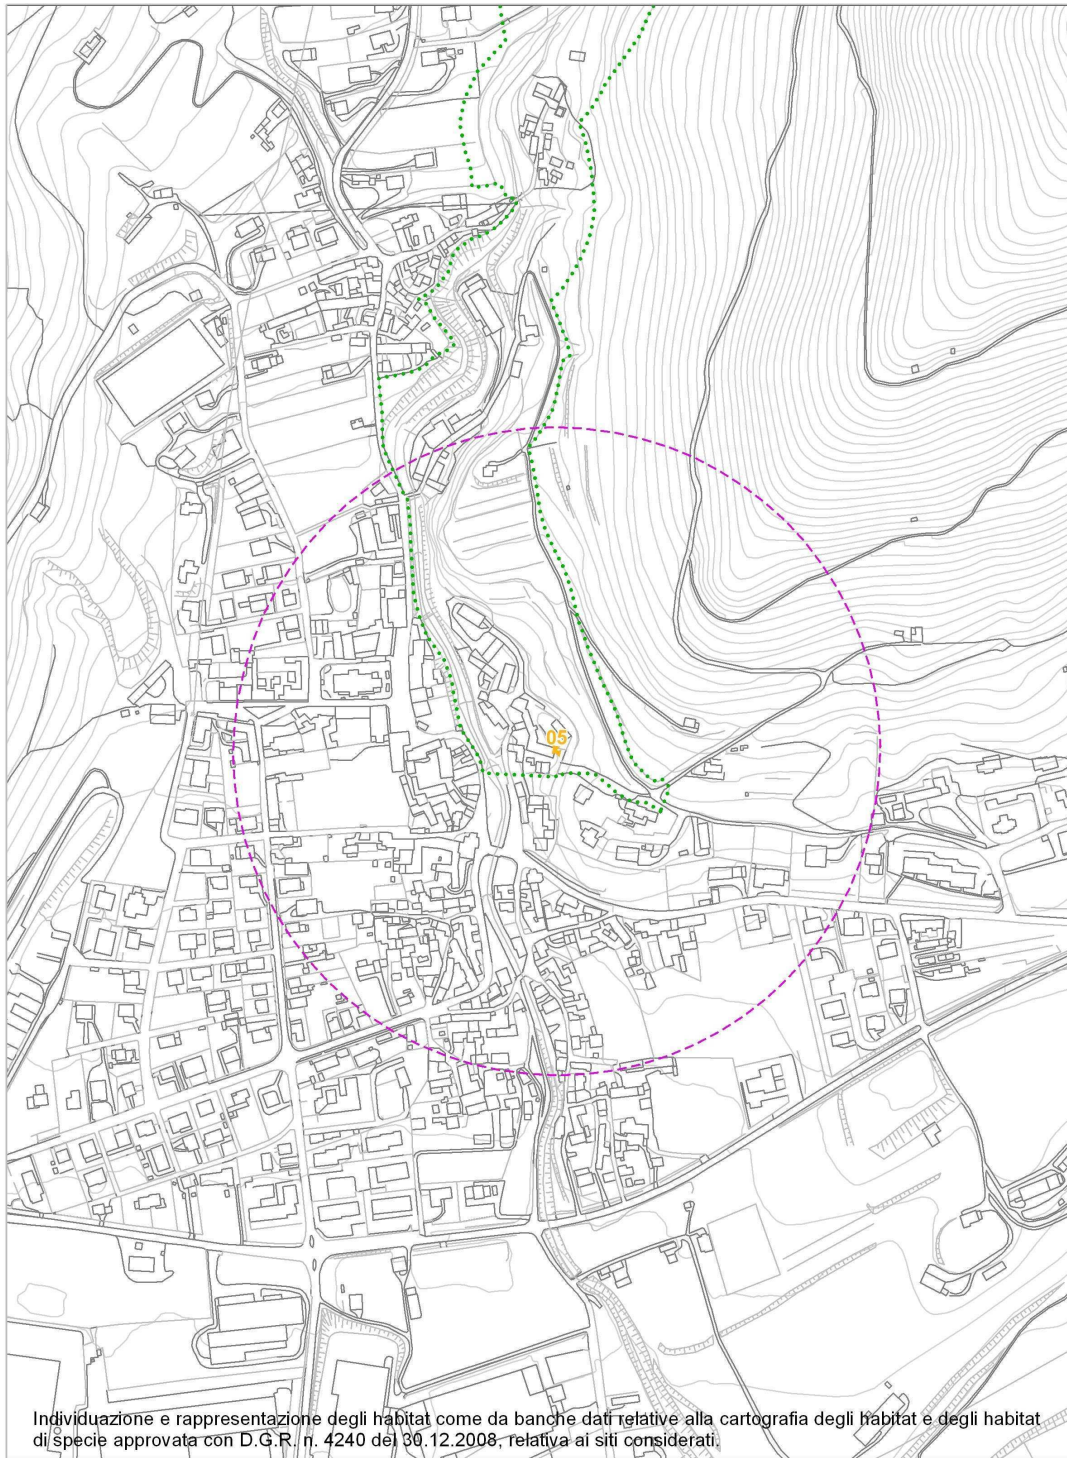 05
Individuazione e rappresentazione degli habitat come da banche dati relative alla cartografia degli habitat e degli habitat
di specie approvata con D.G.R. n. 4240 del 30.12.2008, relativa ai siti considerati.